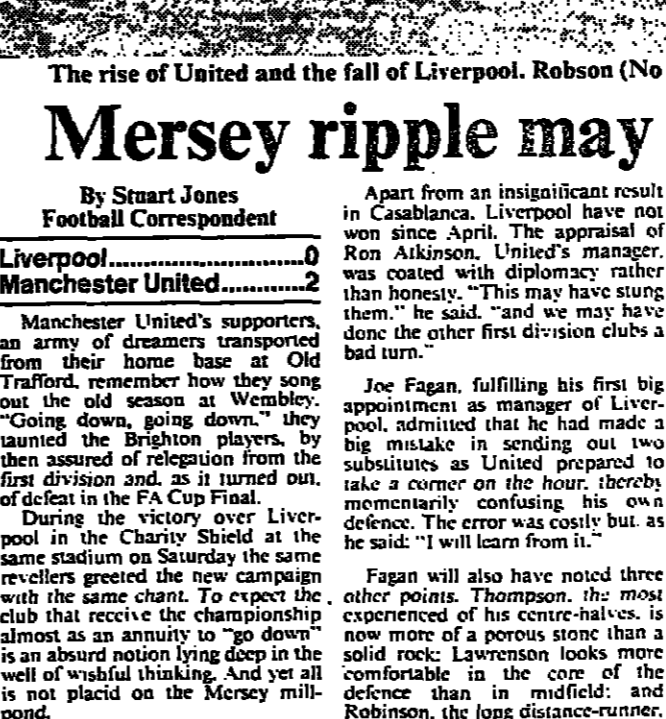 The rise of United and the fall of Liverpool. Robson (No
Mersey ripple may
By Stuart Jones
Football Correspondent
Liverpool............................0
Manchester United............2
Manchester United's supporters,
an army of dreamers transported
from their home base at Old
Trafford, remember how they song
out the old season at Wembley.
"Going down, going down," they
taunted the Brighton players, by
then assured of relegation from the
first division and, as it turned out,
of defeat in the FA Cup Final.
During the victory over Liver-
pool in the Charity Shield at the
same stadium on Saturday the same
revellers greeted the new campaign
with the same chant. To expect the
club that receive the championship
almost as an annuity to "go down"
is an absurd notion lying deep in the
well of wishful thinking. And yet all
is not placid on the Mersey mill-
pond.
Apart from an insignificant result
in Casablanca, Liverpool have not
won since April. The appraisal of
Ron Atkinson, United's manager,
was coated with diplomacy rather
than honesty. "This may have stung
them." he said. "and we may have
done the other first division clubs a
bad turn."
Joe Fagan, fulfilling his first big
appointment as manager of Liver-
pool, admitted that he had made a
big mistake in sending out two
substitutes as United prepared to
take a corner on the hour, thereby
momentarily confusing his own
defence. The error was costly but, as
he said: "I will learn from it."
Fagan will also have noted three
other points. Thompson, the most
experienced of his centre-halves, is
now more of a porous stone than a
solid rock: Lawrenson looks more
comfortable in the core of the
defence than in midfield: and
Robinson, the long distance-runner,